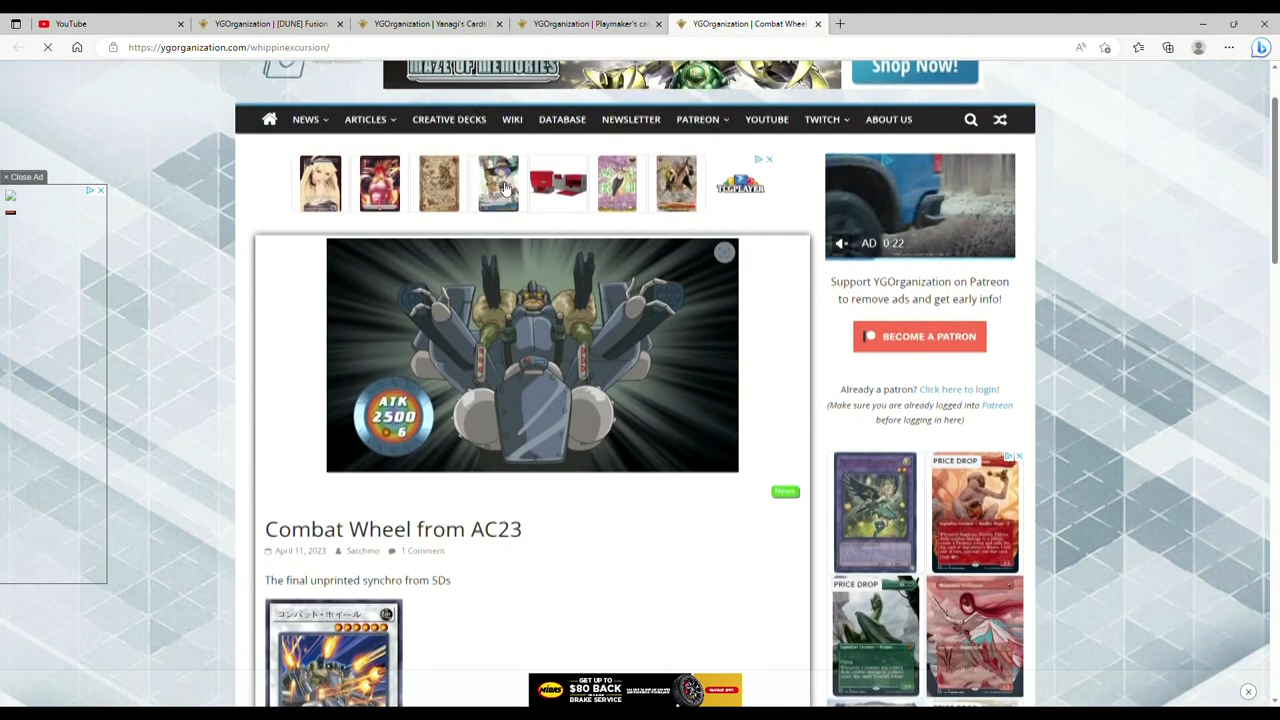 YouTube
YGOrganization | [DUNE] Fusion
YGOrganization | Yanagi's Cards
YGOrganization | Playmaker's ca
YGOrganization | Combat Wheel
https://ygorganization.com/whippinexcursion/
MAZE OF MEMORIES
Shop Now!
NEWS
ARTICLES
CREATIVE DECKS
WIKI
DATABASE
NEWSLETTER
PATREON
YOUTUBE
TWITCH
ABOUT US
× Close Ad
TCGPLAYER
AD 0:22
Support YGOrganization on Patreon
to remove ads and get early info!
BECOME A PATRON
Already a patron? Click here to login!
(Make sure you are already logged into Patreon
before logging in here)
ATK
2500
6
PRICE DROP
News
Combat Wheel from AC23
April 11, 2023 Satchmo 1 Comment
The final unprinted synchro from 5Ds
PRICE DROP
コンバット・ホイール
MIDAS
GET UP TO
$80 BACK
BRAKE SERVICE